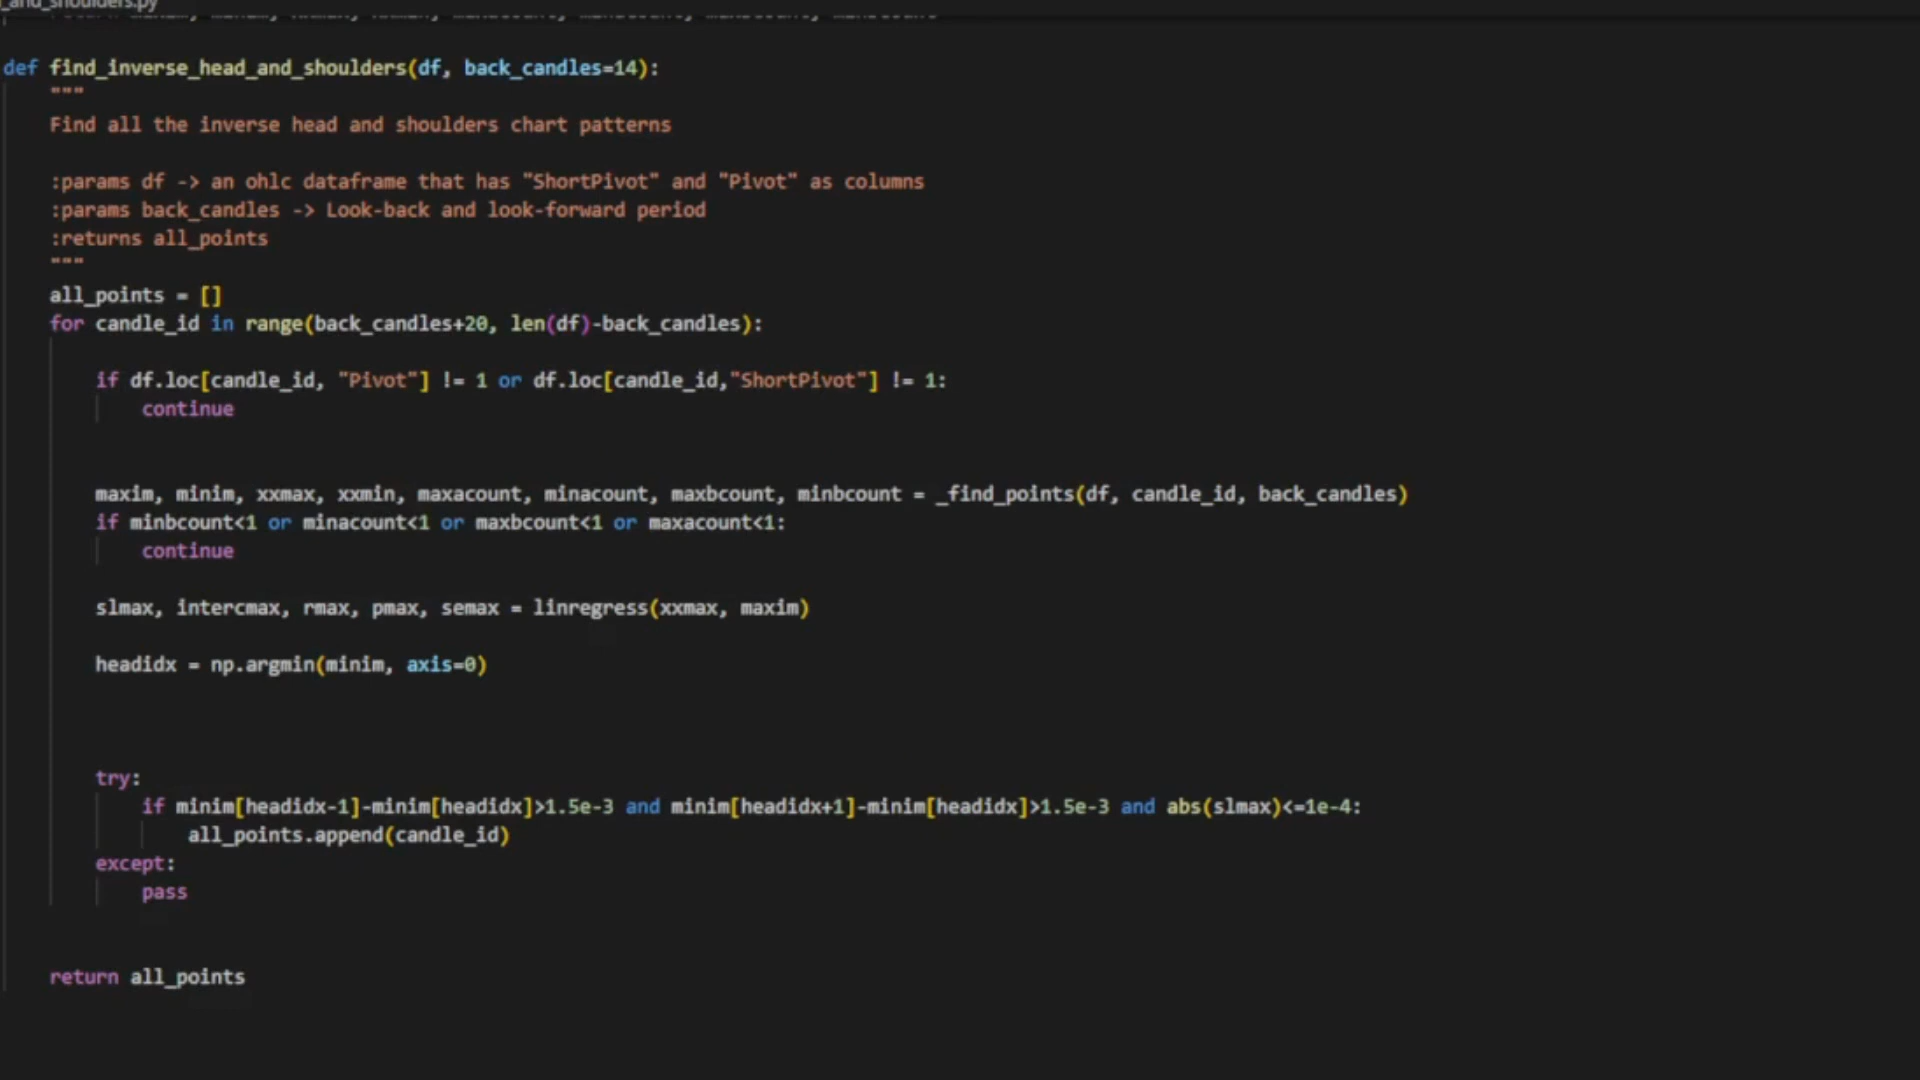 _and_shoulders.py
def find_inverse_head_and_shoulders(df, back_candles=14):
"""
Find all the inverse head and shoulders chart patterns
:params df -> an ohlc dataframe that has "ShortPivot" and "Pivot" as columns
:params back_candles -> Look-back and look-forward period
:returns all_points
"""
all_points = []
for candle_id in range(back_candles+20, len(df)-back_candles):
if df.loc[candle_id, "Pivot"] != 1 or df.loc[candle_id,"ShortPivot"] != 1:
continue
maxim, minim, xxmax, xxmin, maxacount, minacount, maxbcount, minbcount = _find_points(df, candle_id, back_candles)
if minbcount<1 or minacount<1 or maxbcount<1 or maxacount<1:
continue
slmax, intercmax, rmax, pmax, semax = linregress(xxmax, maxim)
headidx = np.argmin(minim, axis=0)
try:
if minim[headidx-1]-minim[headidx]>1.5e-3 and minim[headidx+1]-minim[headidx]>1.5e-3 and abs(slmax)<=1e-4:
all_points.append(candle_id)
except:
pass
return all_points